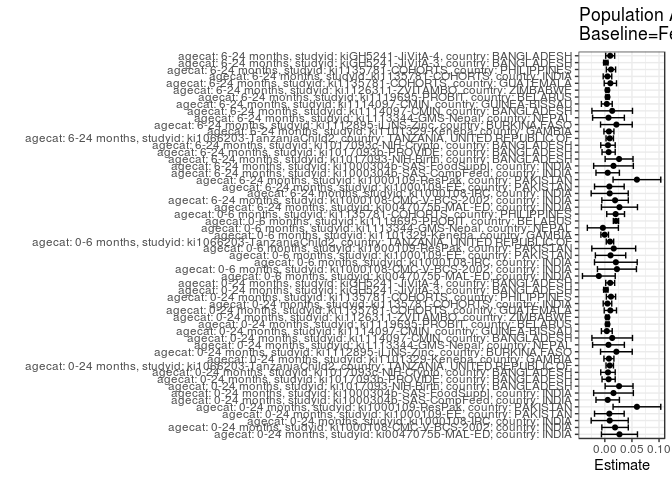 Population A
Baseline=Fe
agecat: 6-24 months, studyid: kiGH5241-JiVitA-4, country: BANGLADESH
agecat: 6-24 months, studyid: kiGH5241-JiVitA-3, country: BANGLADESH
agecat: 6-24 months, studyid: ki1135781-COHORTS, country: PHILIPPINES
agecat: 6-24 months, studyid: ki1135781-COHORTS, country: INDIA
agecat: 6-24 months, studyid: ki1135781-COHORTS, country: GUATEMALA
agecat: 6-24 months, studyid: ki1126311-ZVITAMBO, country: ZIMBABWE
agecat: 6-24 months, studyid: ki1119695-PROBIT, country: BELARUS
agecat: 6-24 months, studyid: ki1114097-CMIN, country: GUINEA-BISSAU
agecat: 6-24 months, studyid: ki1114097-CMIN, country: BANGLADESH
agecat: 6-24 months, studyid: ki1113344-GMS-Nepal, country: NEPAL
agecat: 6-24 months, studyid: ki1112895-iLiNS-Zinc, country: BURKINA FASO
agecat: 6-24 months, studyid: ki1101329-Keneba, country: GAMBIA
agecat: 6-24 months, studyid: ki1066203-TanzaniaChild2, country: TANZANIA, UNITED REPUBLIC OF
agecat: 6-24 months, studyid: ki1017093c-NIH-Crypto, country: BANGLADESH
agecat: 6-24 months, studyid: ki1017093b-PROVIDE, country: BANGLADESH
agecat: 6-24 months, studyid: ki1017093-NIH-Birth, country: BANGLADESH
agecat: 6-24 months, studyid: ki1000304b-SAS-FoodSuppl, country: INDIA
agecat: 6-24 months, studyid: ki1000304b-SAS-CompFeed, country: INDIA
agecat: 6-24 months, studyid: ki1000109-ResPak, country: PAKISTAN
agecat: 6-24 months, studyid: ki1000109-EE, country: PAKISTAN
agecat: 6-24 months, studyid: ki1000108-IRC, country: INDIA
agecat: 6-24 months, studyid: ki1000108-CMC-V-BCS-2002, country: INDIA
agecat: 6-24 months, studyid: ki0047075b-MAL-ED, country: INDIA
agecat: 0-6 months, studyid: ki1135781-COHORTS, country: PHILIPPINES
agecat: 0-6 months, studyid: ki1119695-PROBIT, country: BELARUS
agecat: 0-6 months, studyid: ki1113344-GMS-Nepal, country: NEPAL
agecat: 0-6 months, studyid: ki1101329-Keneba, country: GAMBIA
agecat: 0-6 months, studyid: ki1066203-TanzaniaChild2, country: TANZANIA, UNITED REPUBLIC OF
agecat: 0-6 months, studyid: ki1000109-ResPak, country: PAKISTAN
agecat: 0-6 months, studyid: ki1000109-EE, country: PAKISTAN
agecat: 0-6 months, studyid: ki1000108-IRC, country: INDIA
agecat: 0-6 months, studyid: ki1000108-CMC-V-BCS-2002, country: INDIA
agecat: 0-6 months, studyid: ki0047075b-MAL-ED, country: INDIA
agecat: 0-24 months, studyid: kiGH5241-JiVitA-4, country: BANGLADESH
agecat: 0-24 months, studyid: kiGH5241-JiVitA-3, country: BANGLADESH
agecat: 0-24 months, studyid: ki1135781-COHORTS, country: PHILIPPINES
agecat: 0-24 months, studyid: ki1135781-COHORTS, country: INDIA
agecat: 0-24 months, studyid: ki1135781-COHORTS, country: GUATEMALA
agecat: 0-24 months, studyid: ki1126311-ZVITAMBO, country: ZIMBABWE
agecat: 0-24 months, studyid: ki1119695-PROBIT, country: BELARUS
agecat: 0-24 months, studyid: ki1114097-CMIN, country: GUINEA-BISSAU
agecat: 0-24 months, studyid: ki1114097-CMIN, country: BANGLADESH
agecat: 0-24 months, studyid: ki1113344-GMS-Nepal, country: NEPAL
agecat: 0-24 months, studyid: ki1112895-iLiNS-Zinc, country: BURKINA FASO
agecat: 0-24 months, studyid: ki1101329-Keneba, country: GAMBIA
agecat: 0-24 months, studyid: ki1066203-TanzaniaChild2, country: TANZANIA, UNITED REPUBLIC OF
agecat: 0-24 months, studyid: ki1017093c-NIH-Crypto, country: BANGLADESH
agecat: 0-24 months, studyid: ki1017093b-PROVIDE, country: BANGLADESH
agecat: 0-24 months, studyid: ki1017093-NIH-Birth, country: BANGLADESH
agecat: 0-24 months, studyid: ki1000304b-SAS-FoodSuppl, country: INDIA
agecat: 0-24 months, studyid: ki1000304b-SAS-CompFeed, country: INDIA
agecat: 0-24 months, studyid: ki1000109-ResPak, country: PAKISTAN
agecat: 0-24 months, studyid: ki1000109-EE, country: PAKISTAN
agecat: 0-24 months, studyid: ki1000108-IRC, country: INDIA
agecat: 0-24 months, studyid: ki1000108-CMC-V-BCS-2002, country: INDIA
agecat: 0-24 months, studyid: ki0047075b-MAL-ED, country: INDIA
0.00 0.05 0.10
Estimate